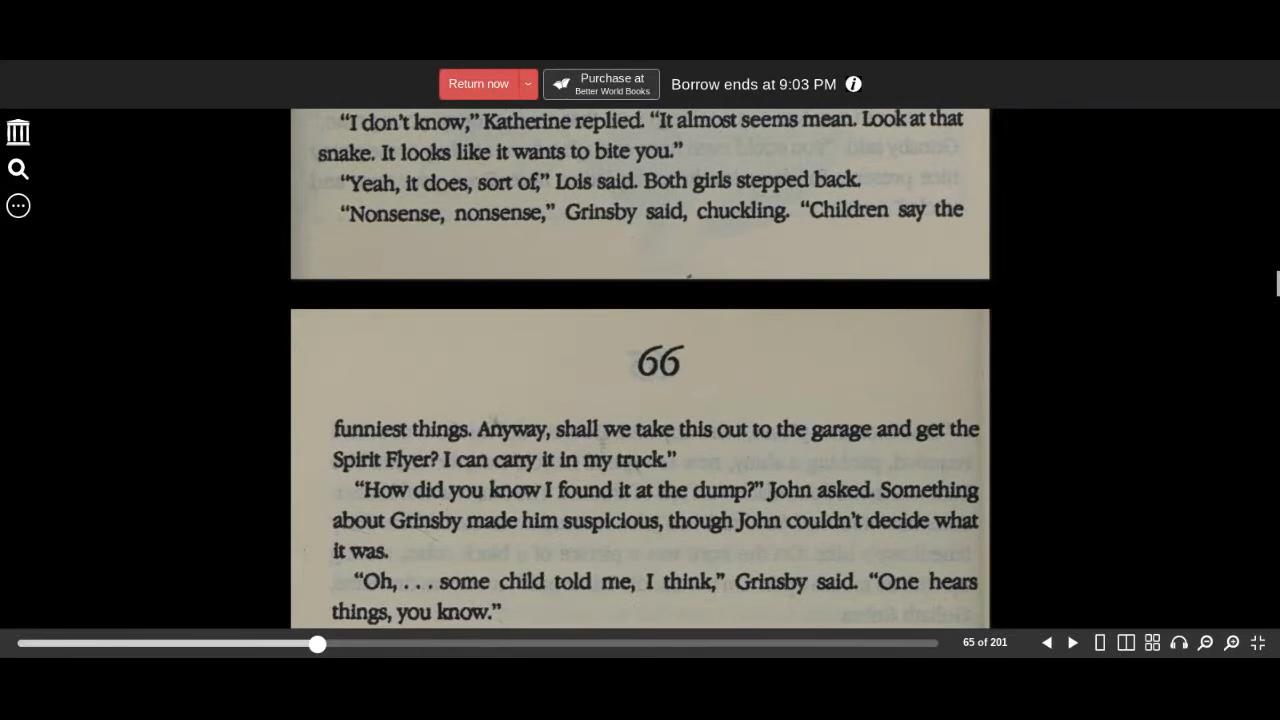 Return now
Purchase at
Better World Books
Borrow ends at 9:03 PM
“I don’t know,” Katherine replied. “It almost seems mean. Look at that
snake. It looks like it wants to bite you.”
“Yeah, it does, sort of,” Lois said. Both girls stepped back.
“Nonsense, nonsense,” Grinsby said, chuckling. “Children say the
66
funniest things. Anyway, shall we take this out to the garage and get the
Spirit Flyer? I can carry it in my truck.”
“How did you know I found it at the dump?” John asked. Something
about Grinsby made him suspicious, though John couldn’t decide what
it was.
“Oh, . . . some child told me, I think,” Grinsby said. “One hears
things, you know.”
65 of 201